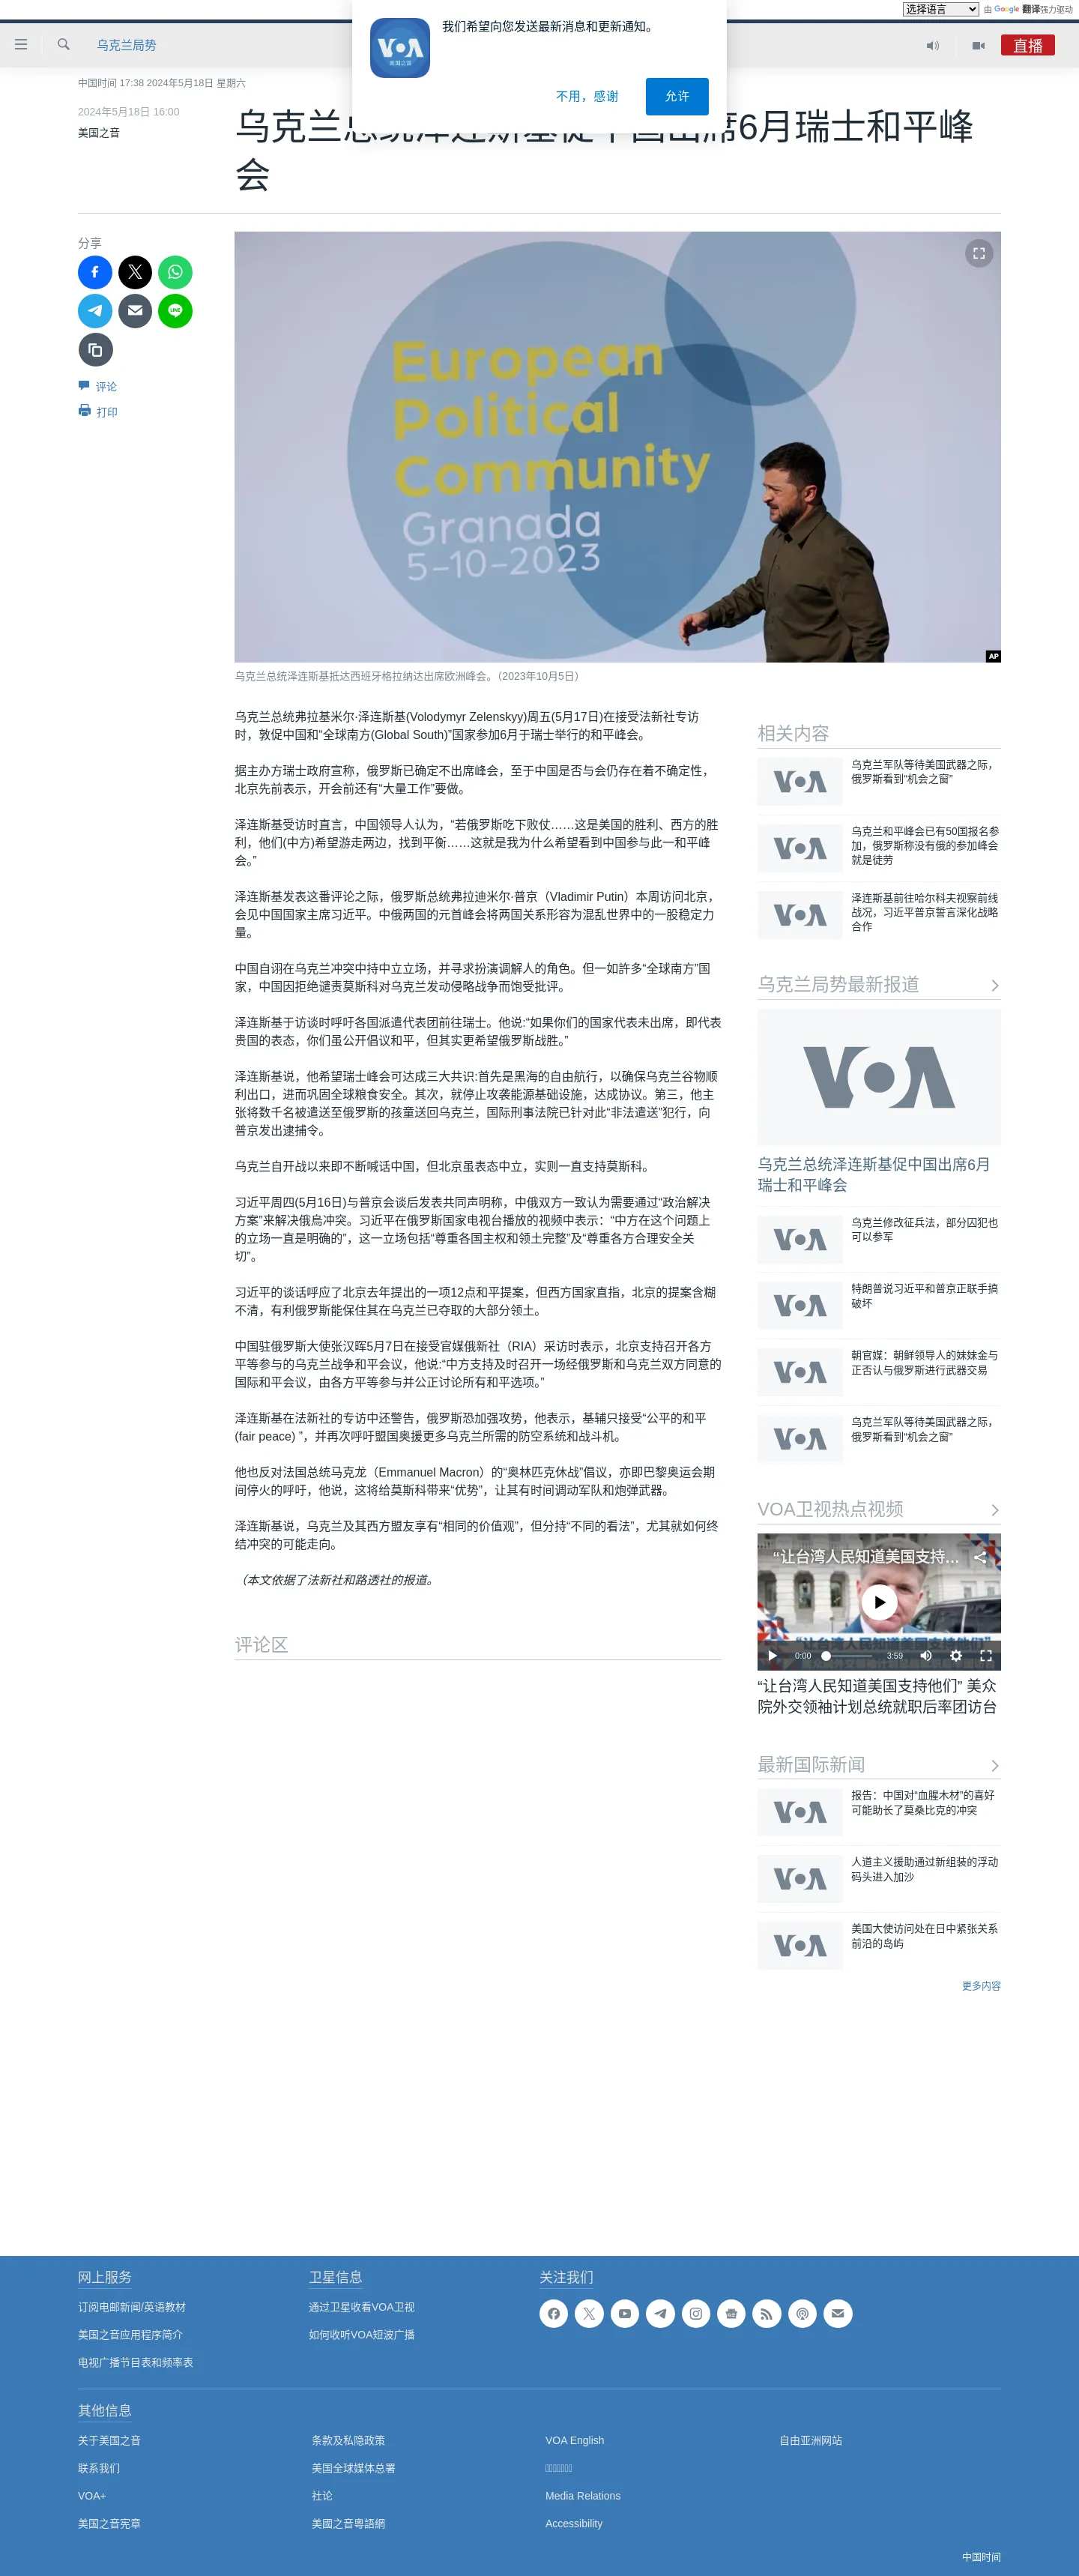 选择语言 由 Google 翻译强力驱动
乌克兰局势
直播
VOA
美国之音
我们希望向您发送最新消息和更新通知。
不用，感谢
允许
中国时间 17:38 2024年5月18日 星期六
2024年5月18日 16:00
美国之音
乌克兰总统泽连斯基促中国出席6月瑞士和平峰
会
分享
LINE
评论
打印
European
Political
Community
Granada
5-10-2023
AP
乌克兰总统泽连斯基抵达西班牙格拉纳达出席欧洲峰会。（2023年10月5日）
乌克兰总统弗拉基米尔·泽连斯基(Volodymyr Zelenskyy)周五(5月17日)在接受法新社专访
时，敦促中国和“全球南方(Global South)”国家参加6月于瑞士举行的和平峰会。
据主办方瑞士政府宣称，俄罗斯已确定不出席峰会，至于中国是否与会仍存在着不确定性，
北京先前表示，开会前还有“大量工作”要做。
泽连斯基受访时直言，中国领导人认为，“若俄罗斯吃下败仗……这是美国的胜利、西方的胜
利，他们(中方)希望游走两边，找到平衡……这就是我为什么希望看到中国参与此一和平峰
会。”
泽连斯基发表这番评论之际，俄罗斯总统弗拉迪米尔·普京（Vladimir Putin）本周访问北京，
会见中国国家主席习近平。中俄两国的元首峰会将两国关系形容为混乱世界中的一股稳定力
量。
中国自诩在乌克兰冲突中持中立立场，并寻求扮演调解人的角色。但一如許多“全球南方”国
家，中国因拒绝谴责莫斯科对乌克兰发动侵略战争而饱受批评。
泽连斯基于访谈时呼吁各国派遣代表团前往瑞士。他说:“如果你们的国家代表未出席，即代表
贵国的表态，你们虽公开倡议和平，但其实更希望俄罗斯战胜。”
泽连斯基说，他希望瑞士峰会可达成三大共识:首先是黑海的自由航行，以确保乌克兰谷物顺
利出口，进而巩固全球粮食安全。其次，就停止攻袭能源基础设施，达成协议。第三，他主
张将数千名被遣送至俄罗斯的孩童送回乌克兰，国际刑事法院已针对此“非法遣送”犯行，向
普京发出逮捕令。
乌克兰自开战以来即不断喊话中国，但北京虽表态中立，实则一直支持莫斯科。
习近平周四(5月16日)与普京会谈后发表共同声明称，中俄双方一致认为需要通过“政治解决
方案”来解决俄烏冲突。习近平在俄罗斯国家电视台播放的视频中表示：“中方在这个问题上
的立场一直是明确的”，这一立场包括“尊重各国主权和领土完整”及“尊重各方合理安全关
切”。
习近平的谈话呼应了北京去年提出的一项12点和平提案，但西方国家直指，北京的提案含糊
不清，有利俄罗斯能保住其在乌克兰已夺取的大部分领土。
中国驻俄罗斯大使张汉晖5月7日在接受官媒俄新社（RIA）采访时表示，北京支持召开各方
平等参与的乌克兰战争和平会议，他说:“中方支持及时召开一场经俄罗斯和乌克兰双方同意的
国际和平会议，由各方平等参与并公正讨论所有和平选项。”
泽连斯基在法新社的专访中还警告，俄罗斯恐加强攻势，他表示，基辅只接受“公平的和平
(fair peace) ”，并再次呼吁盟国奥援更多乌克兰所需的防空系统和战斗机。
他也反对法国总统马克龙（Emmanuel Macron）的“奥林匹克休战”倡议，亦即巴黎奥运会期
间停火的呼吁，他说，这将给莫斯科带来“优势”，让其有时间调动军队和炮弹武器。
泽连斯基说，乌克兰及其西方盟友享有“相同的价值观”，但分持“不同的看法”，尤其就如何终
结冲突的可能走向。
（本文依据了法新社和路透社的报道。
评论区
相关内容
VOA
乌克兰军队等待美国武器之际，
俄罗斯看到“机会之窗”
VOA
乌克兰和平峰会已有50国报名参
加，俄罗斯称没有俄的参加峰会
就是徒劳
VOA
泽连斯基前往哈尔科夫视察前线
战况，习近平普京誓言深化战略
合作
乌克兰局势最新报道
VOA
乌克兰总统泽连斯基促中国出席6月
瑞士和平峰会
VOA
乌克兰修改征兵法，部分囚犯也
可以参军
VOA
特朗普说习近平和普京正联手搞
破坏
VOA
朝官媒：朝鲜领导人的妹妹金与
正否认与俄罗斯进行武器交易
VOA
乌克兰军队等待美国武器之际，
俄罗斯看到“机会之窗”
VOA卫视热点视频
“让台湾人民知道美国支持…
“让台湾人民知道美国支持他们”
0:00
3:59
“让台湾人民知道美国支持他们” 美众
院外交领袖计划总统就职后率团访台
最新国际新闻
VOA
报告：中国对“血腥木材”的喜好
可能助长了莫桑比克的冲突
VOA
人道主义援助通过新组装的浮动
码头进入加沙
VOA
美国大使访问处在日中紧张关系
前沿的岛屿
更多内容
网上服务
订阅电邮新闻/英语教材
美国之音应用程序简介
电视广播节目表和频率表
卫星信息
通过卫星收看VOA卫视
如何收听VOA短波广播
关注我们
其他信息
关于美国之音
联系我们
VOA+
美国之音宪章
条款及私隐政策
美国全球媒体总署
社论
美國之音粵語網
VOA English
Media Relations
Accessibility
自由亚洲网站
中国时间